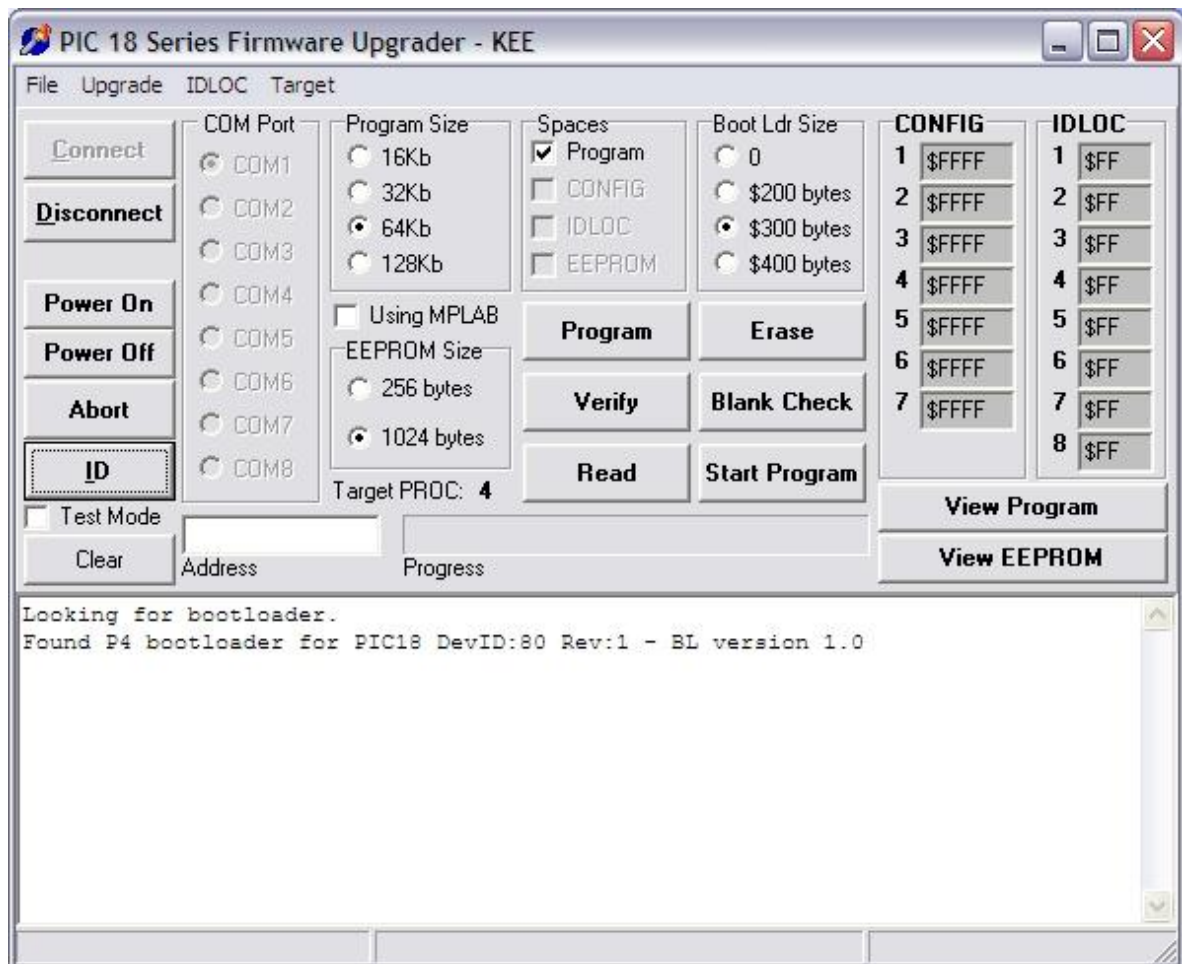 PIC 18 Series Firmware Upgrader - KEE
File Upgrade IDLOC Target
Connect
Disconnect
Power On
Power Off
Abort
ID
Test Mode
Clear
COM Port
COM1
COM2
COM3
COM4
COM5
COM6
COM7
COM8
Program Size
16Kb
32Kb
64Kb
128Kb
Using MPLAB
EEPROM Size
256 bytes
1024 bytes
Target PROC: 4
Spaces
Program
CONFIG
IDLOC
EEPROM
Boot Ldr Size
0
$200 bytes
$300 bytes
$400 bytes
Program
Erase
Verify
Blank Check
Read
Start Program
CONFIG
1 $FFFF
2 $FFFF
3 $FFFF
4 $FFFF
5 $FFFF
6 $FFFF
7 $FFFF
IDLOC
1 $FF
2 $FF
3 $FF
4 $FF
5 $FF
6 $FF
7 $FF
8 $FF
View Program
View EEPROM
Address
Progress
Looking for bootloader.
Found P4 bootloader for PIC18 DevID:80 Rev:1 - BL version 1.0